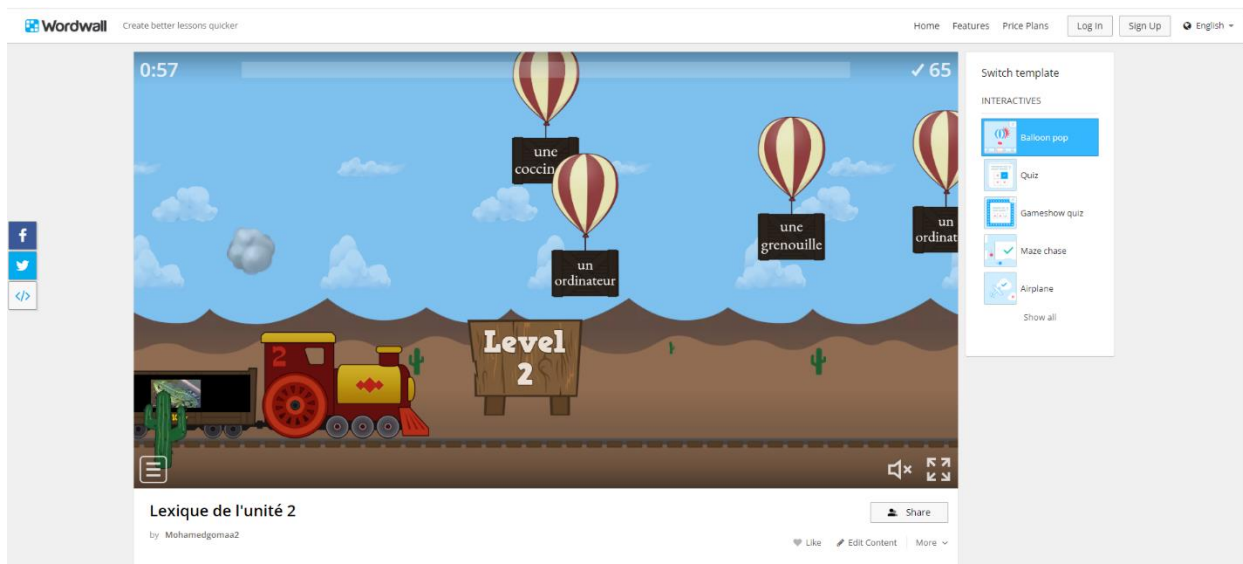 Wordwall Create better lessons quicker Home Features Price Plans Log In Sign Up English
0:57 65
une
une
grenouille
un
un
ordinateur
Level
2
2
Switch template
INTERACTIVES
Balloon pop
Quiz
Gameshow quiz
Maze chase
Airplane
Show all
Lexique de l'unité 2
Share
by Mohamedgomaa2
Like Edit Content More